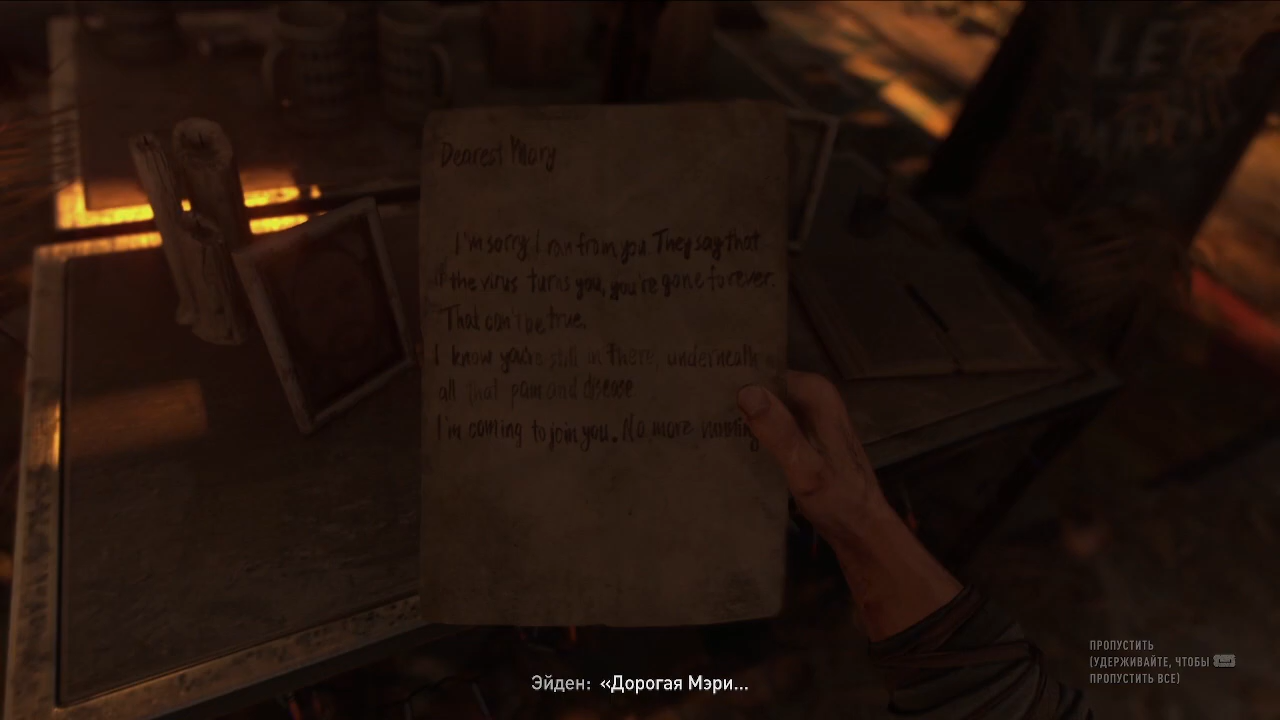 LET
Dearest Mary
I'm sorry I ran from you. They say that
if the virus turns you, you're gone forever.
That can't be true.
I know you're still in there, underneath
all that pain and disease
I'm coming to join you. No more
Эйден: «Дорогая Мэри...
ПРОПУСТИТЬ
(УДЕРЖИВАЙТЕ, ЧТОБЫ
ПРОПУСТИТЬ ВСЕ)